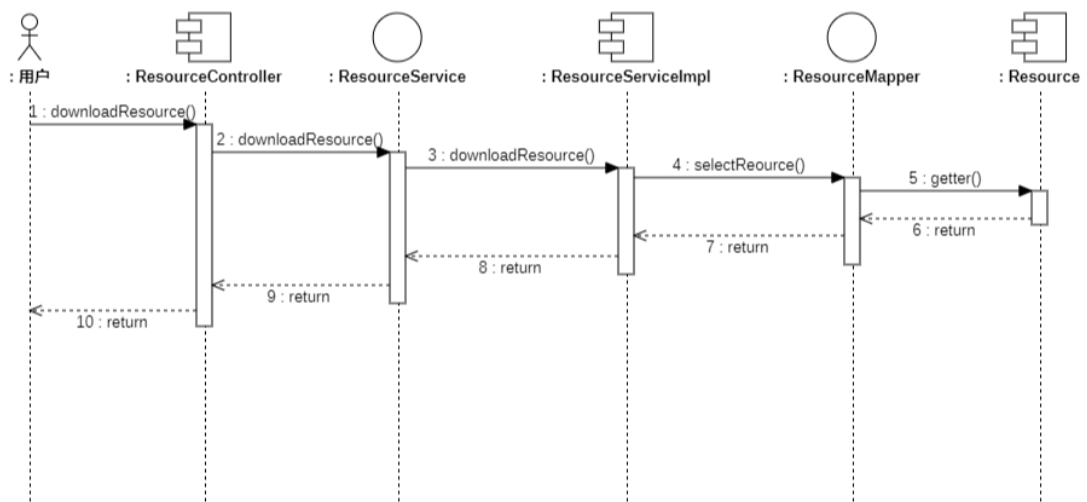 : 用户
: ResourceController
: ResourceService
: ResourceServiceImpl
: ResourceMapper
: Resource
1 : downloadResource()
2 : downloadResource()
3 : downloadResource()
4 : selectReource()
5 : getter()
6 : return
7 : return
8 : return
9 : return
10 : return